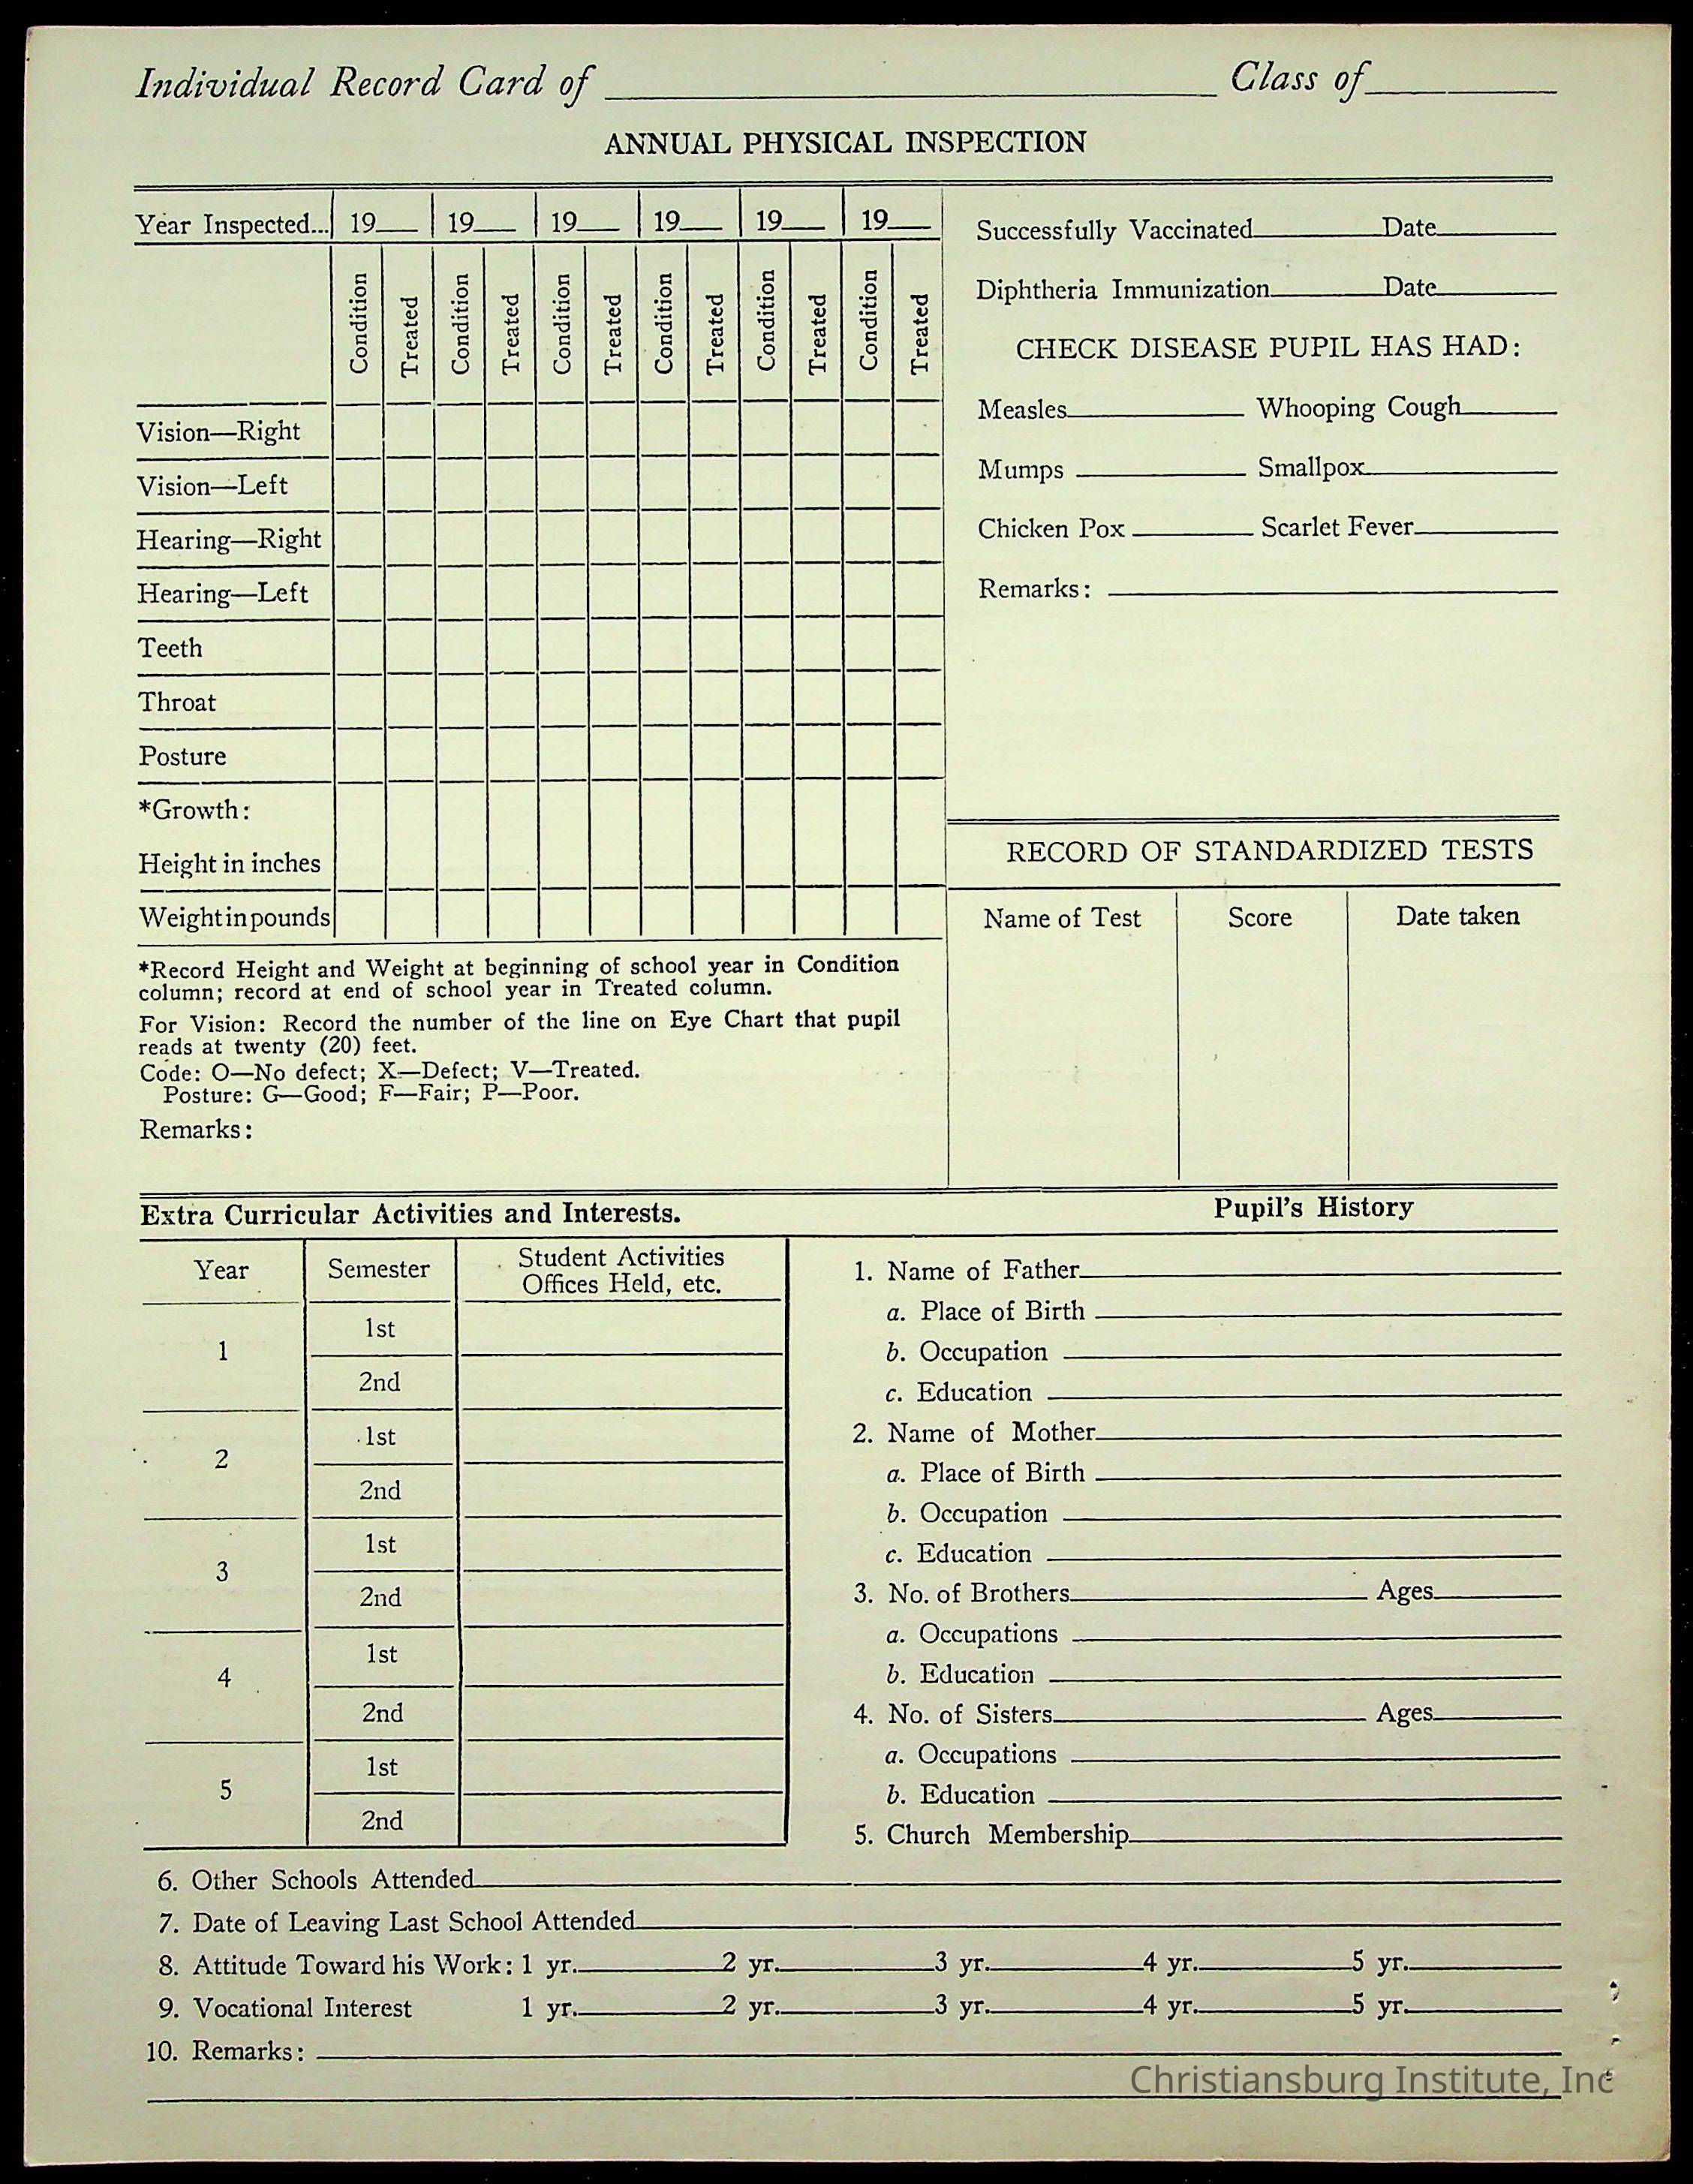 Individual Record Card of Class of
ANNUAL PHYSICAL INSPECTION
Year Inspected... 19 19 19 19 19 19
Condition Treated Condition Treated Condition Treated Condition Treated Condition Treated Condition Treated
Vision—Right
Vision—Left
Hearing—Right
Hearing—Left
Teeth
Throat
Posture
*Growth:
Height in inches
Weight in pounds
*Record Height and Weight at beginning of school year in Condition
column; record at end of school year in Treated column.
For Vision: Record the number of the line on Eye Chart that pupil
reads at twenty (20) feet.
Code: O—No defect; X—Defect; V—Treated.
Posture: G—Good; F—Fair; P—Poor.
Remarks:
Successfully Vaccinated Date
Diphtheria Immunization Date
CHECK DISEASE PUPIL HAS HAD:
Measles Whooping Cough
Mumps Smallpox
Chicken Pox Scarlet Fever
Remarks:
RECORD OF STANDARDIZED TESTS
Name of Test Score Date taken
Extra Curricular Activities and Interests.
Year Semester Student Activities
Offices Held, etc.
1 1st
2nd
2 1st
2nd
3 1st
2nd
4 1st
2nd
5 1st
2nd
Pupil's History
1. Name of Father
a. Place of Birth
b. Occupation
c. Education
2. Name of Mother
a. Place of Birth
b. Occupation
c. Education
3. No. of Brothers Ages
a. Occupations
b. Education
4. No. of Sisters Ages
a. Occupations
b. Education
5. Church Membership
6. Other Schools Attended
7. Date of Leaving Last School Attended
8. Attitude Toward his Work: 1 yr. 2 yr. 3 yr. 4 yr. 5 yr.
9. Vocational Interest 1 yr. 2 yr. 3 yr. 4 yr. 5 yr.
10. Remarks:
Christiansburg Institute, Inc